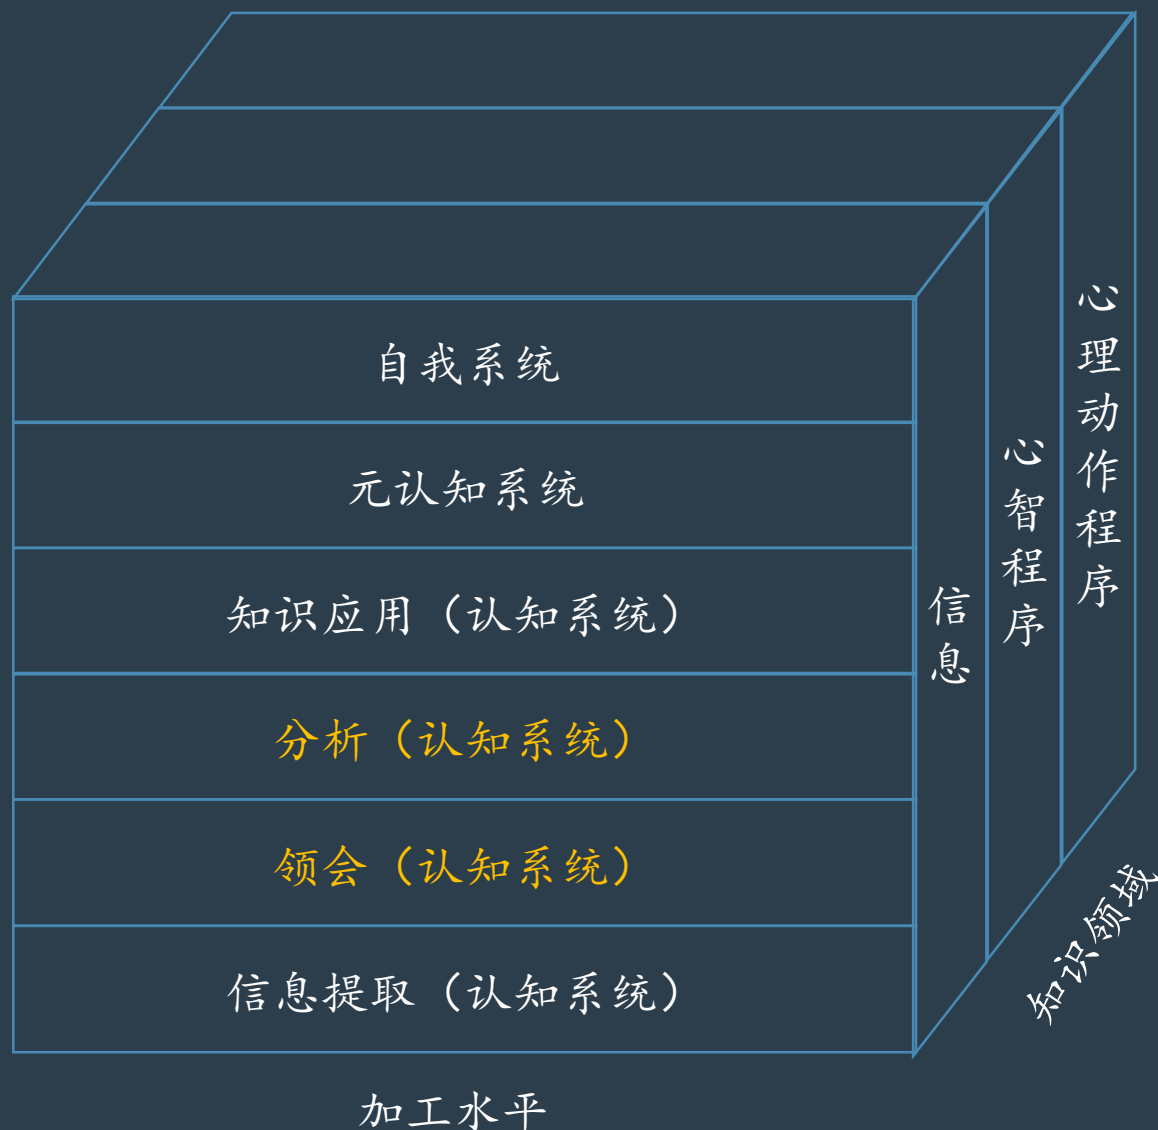 自我系统
元认知系统
知识应用（认知系统）
分析（认知系统）
领会（认知系统）
信息提取（认知系统）
加工水平
信息
心智程序
心理动作程序
知识领域